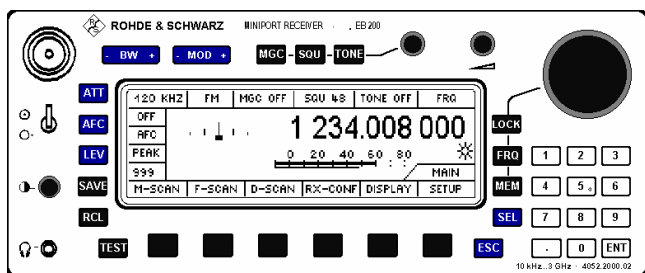 ROHDE & SCHWARZ MINIPORT RECEIVER · . EB 200
- BW + - MOD + MGC SQU TONE
ATT
120 KHZ FM MGC OFF SQU 48 TONE OFF FRQ
OFF
AFC AFC 1 234.008 000 LOCK
LEV PEAK 0 20 40 60 80 FRQ 1 2 3
999 MAIN
SAVE M-SCAN F-SCAN D-SCAN RX-CONF DISPLAY SETUP MEM 4 5 6
RCL SEL 7 8 9
TEST ESC . 0 ENT
10 kHz..3 GHz · 4052.2000.02